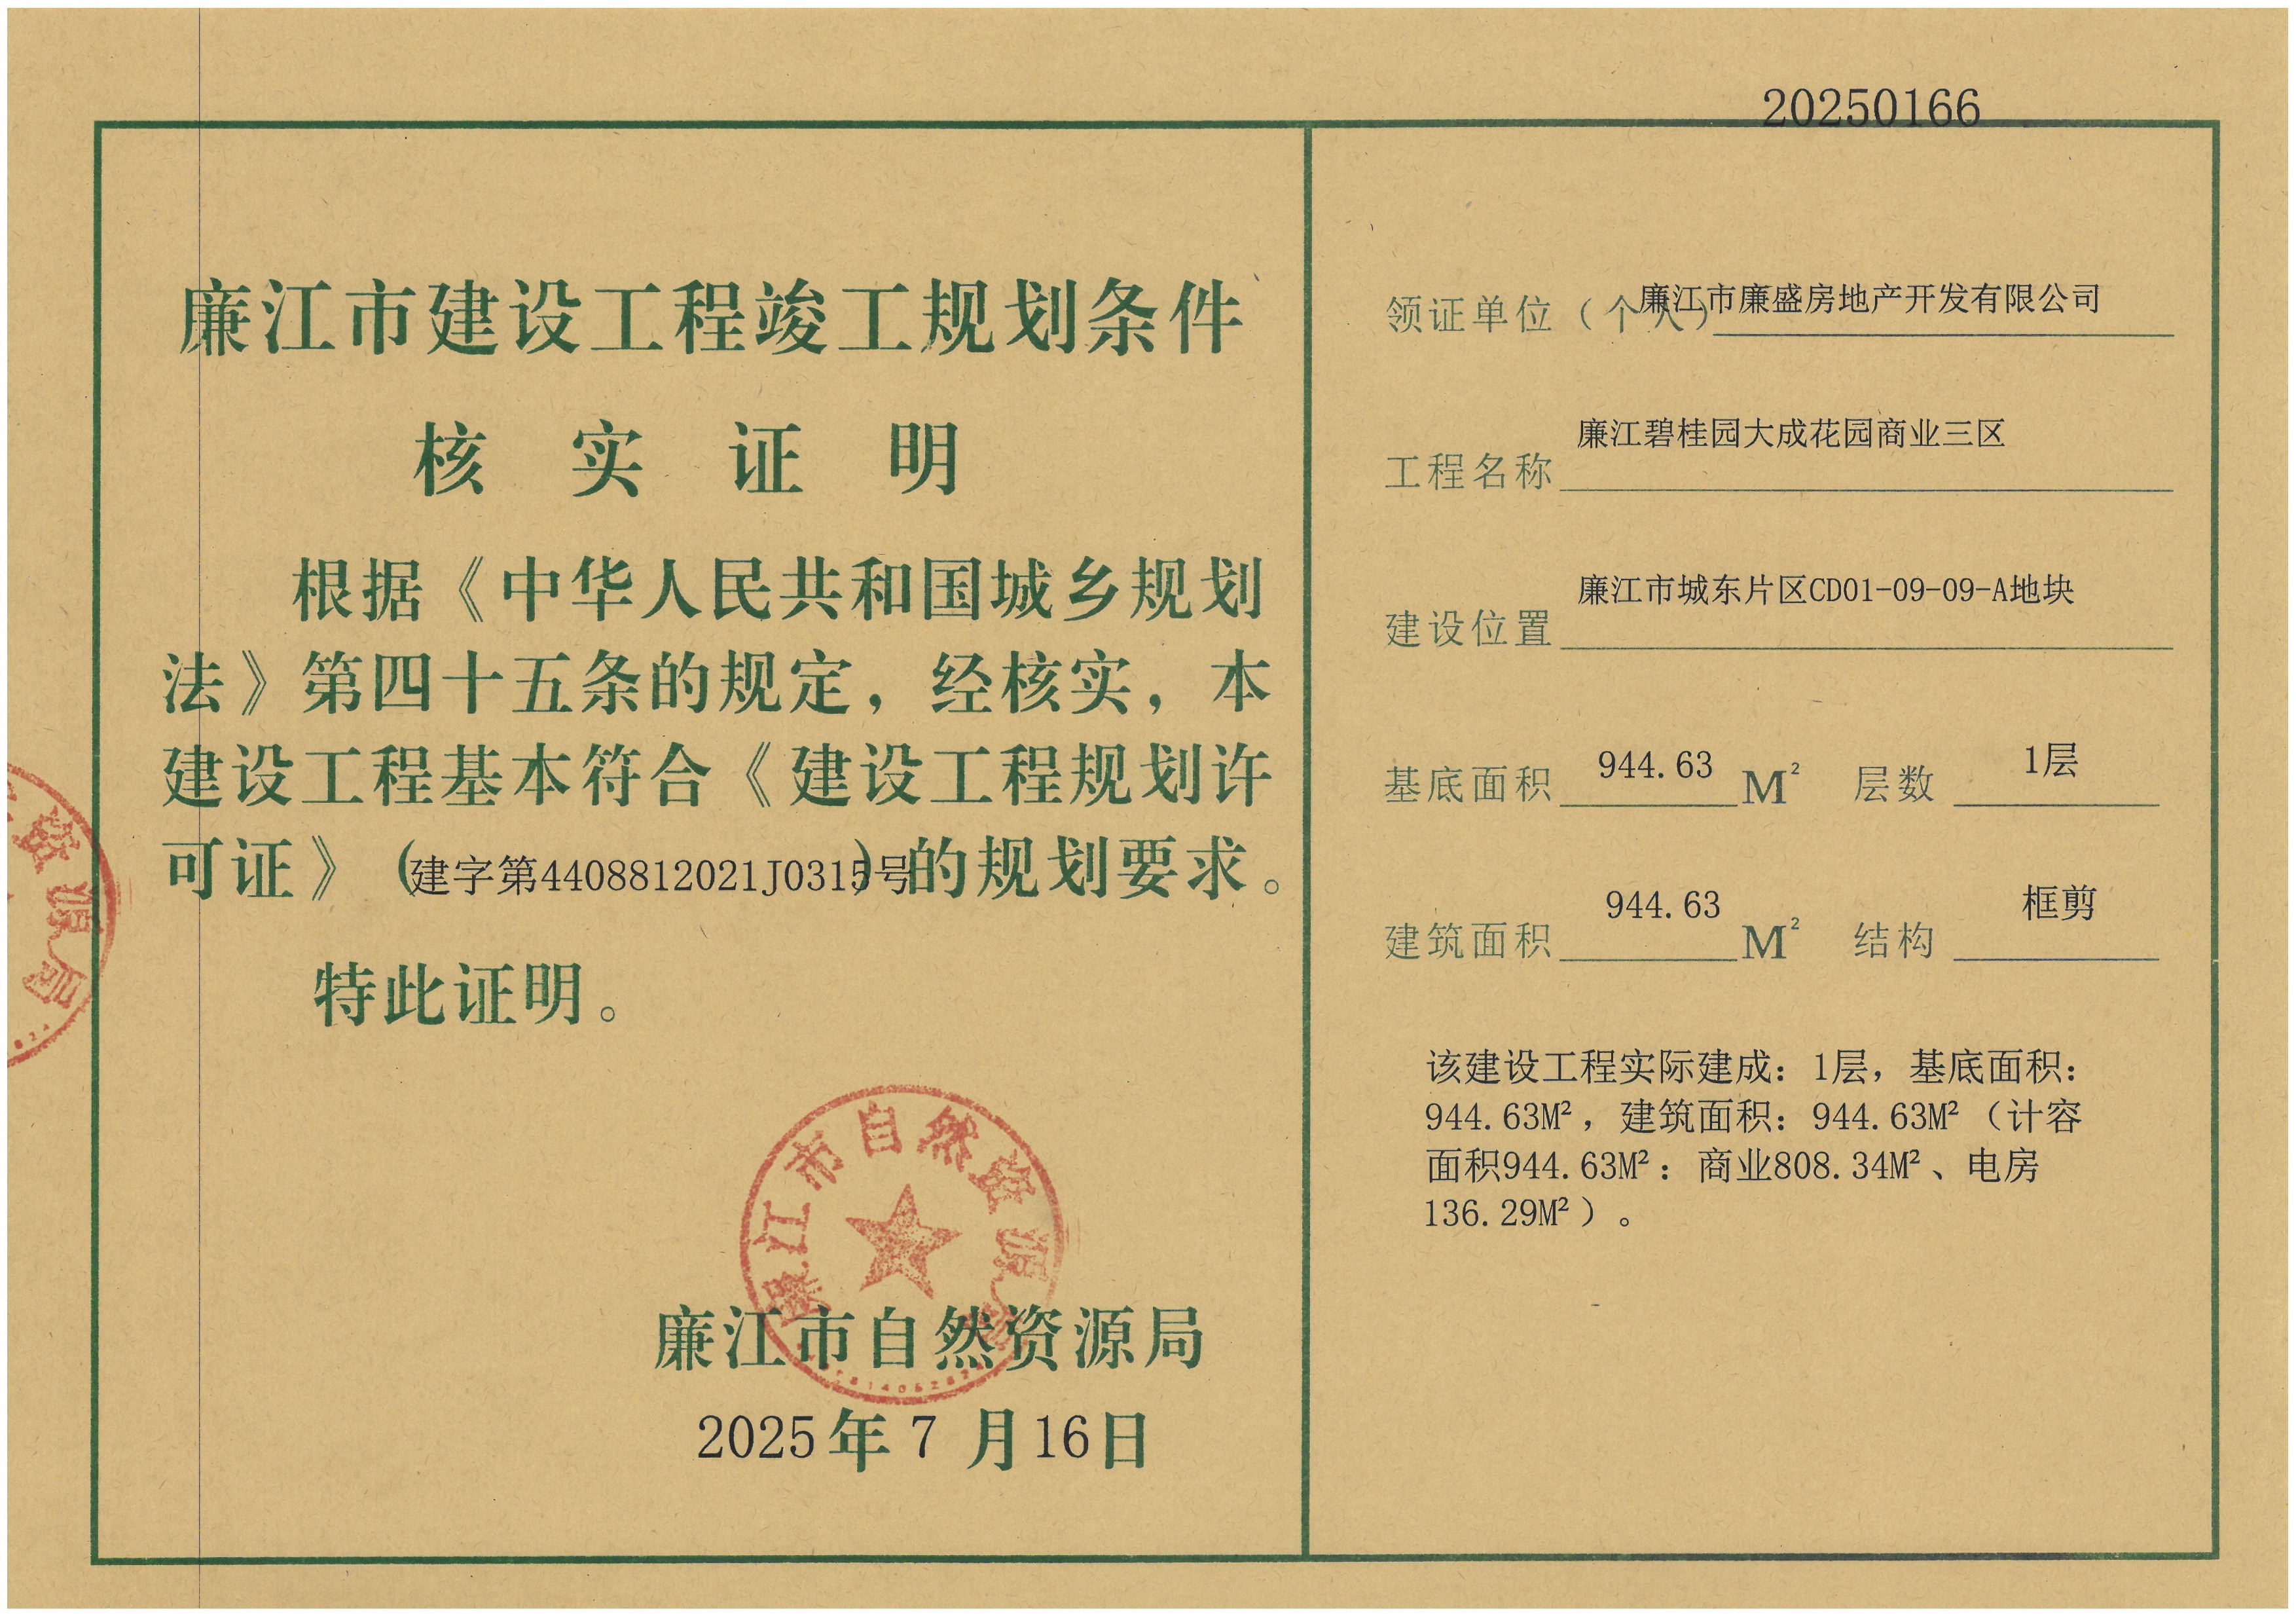 20250166
廉江市建设工程竣工规划条件
核实证明
根据《中华人民共和国城乡规划
法》第四十五条的规定，经核实，本
建设工程基本符合《建设工程规划许
可证》（建字第4408812021J0315号）的规划要求。
特此证明。
廉江市自然资源局
廉江市自然资源局
2025年7月16日
资源局
领证单位（个人）廉江市廉盛房地产开发有限公司
工程名称 廉江碧桂园大成花园商业三区
建设位置 廉江市城东片区CD01-09-09-A地块
基底面积 944.63 M² 层数 1层
建筑面积 944.63 M² 结构 框剪
该建设工程实际建成：1层，基底面积：
944.63M²，建筑面积：944.63M²（计容
面积944.63M²：商业808.34M²、电房
136.29M²）。